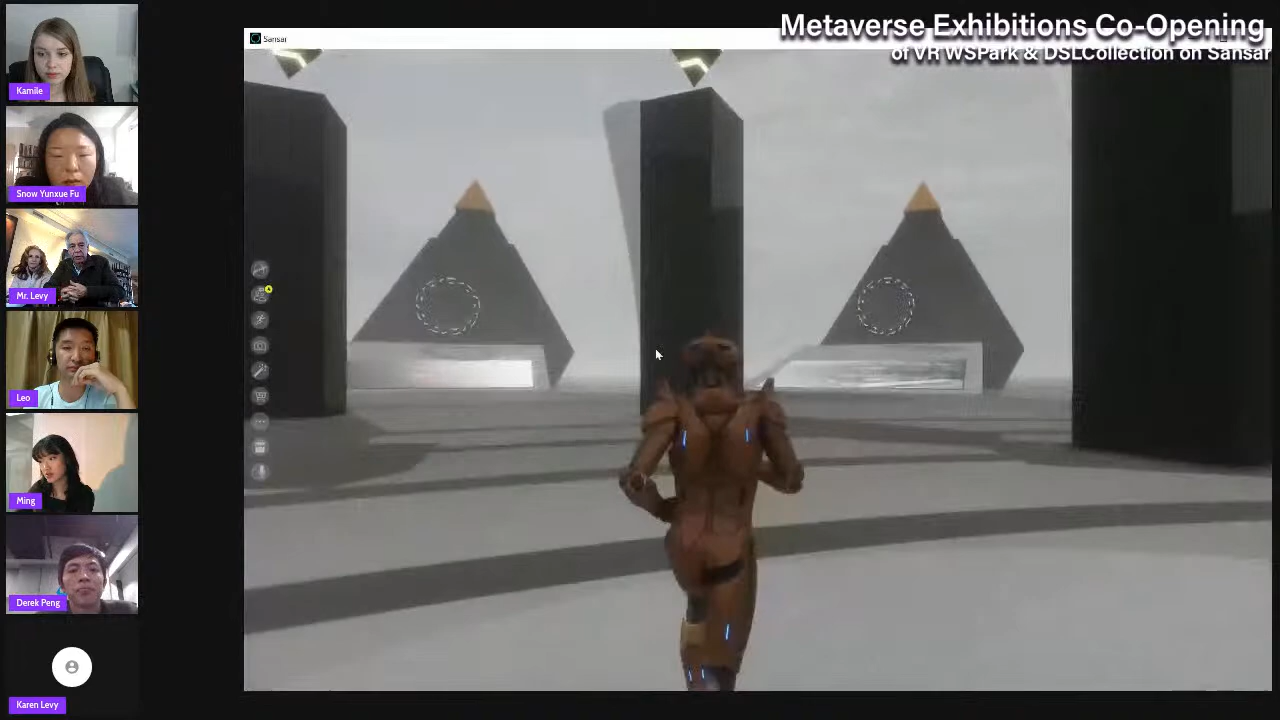 Metaverse Exhibitions Co-Opening
of VR WSPark & DSLCollection on Sansar
Sansar
Kamile
Snow Yunxue Fu
Mr. Levy
Leo
Ming
Derek Peng
Karen Levy